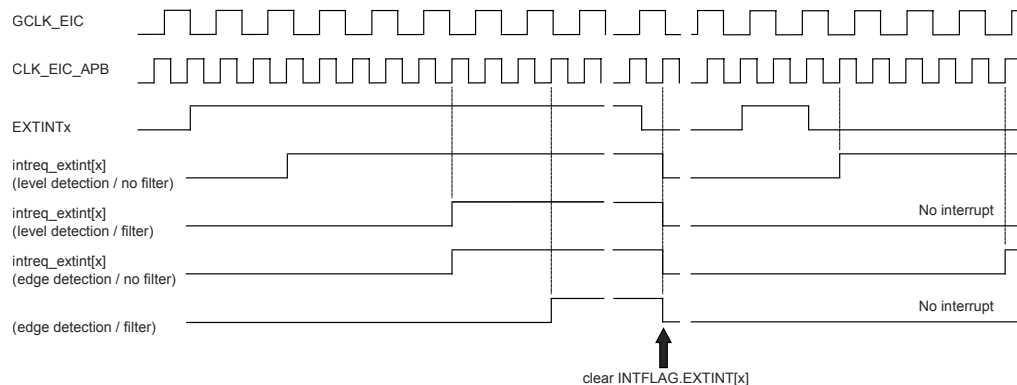 GCLK_EIC
CLK_EIC_APB
EXTINTx
intreq_extint[x]
(level detection / no filter)
intreq_extint[x]
(level detection / filter)
No interrupt
intreq_extint[x]
(edge detection / no filter)
(edge detection / filter)
No interrupt
clear INTFLAG.EXTINT[x]